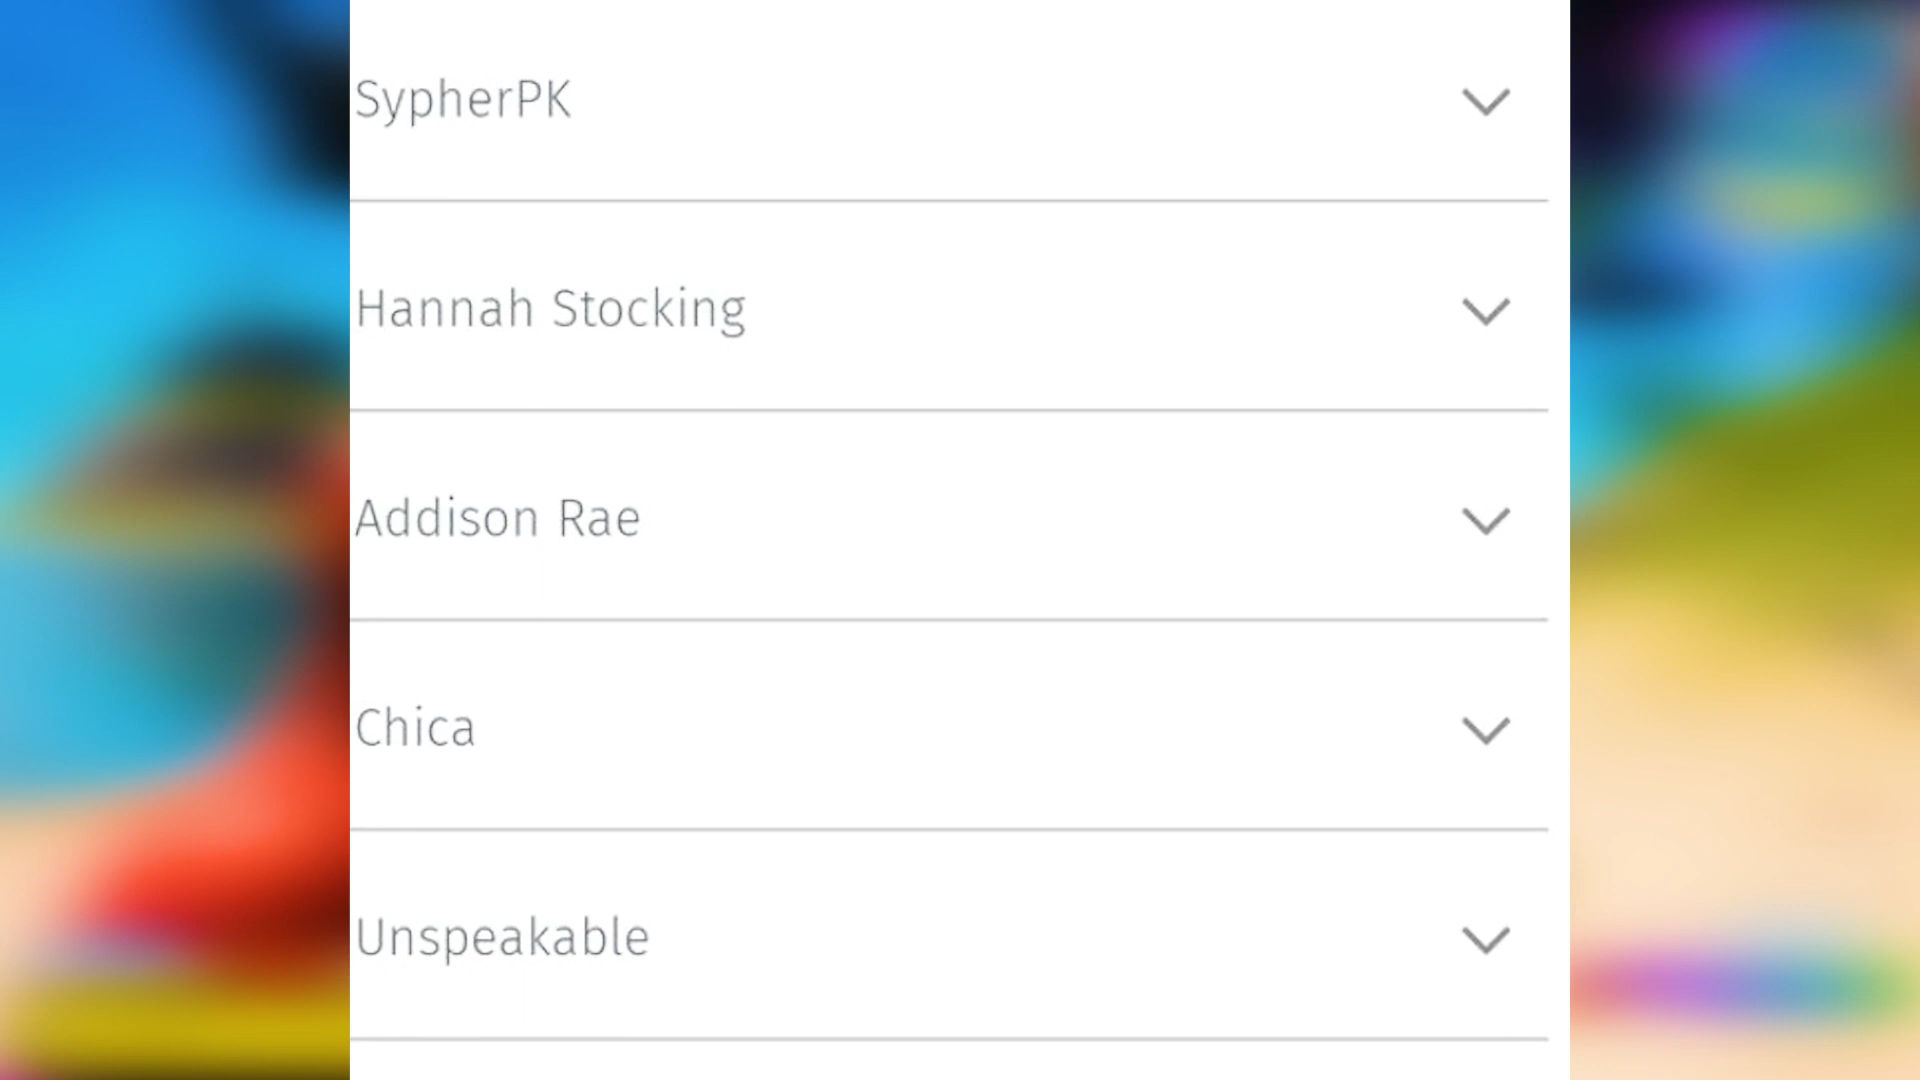 SypherPK
Hannah Stocking
Addison Rae
Chica
Unspeakable